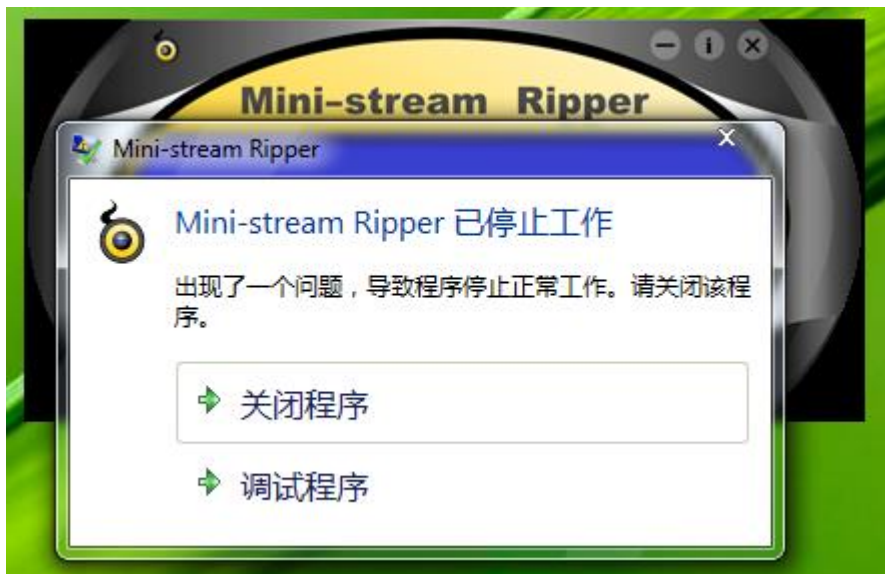 Mini-stream Ripper
Mini-stream Ripper
Mini-stream Ripper 已停止工作
出现了一个问题，导致程序停止正常工作。请关闭该程
序。
关闭程序
调试程序